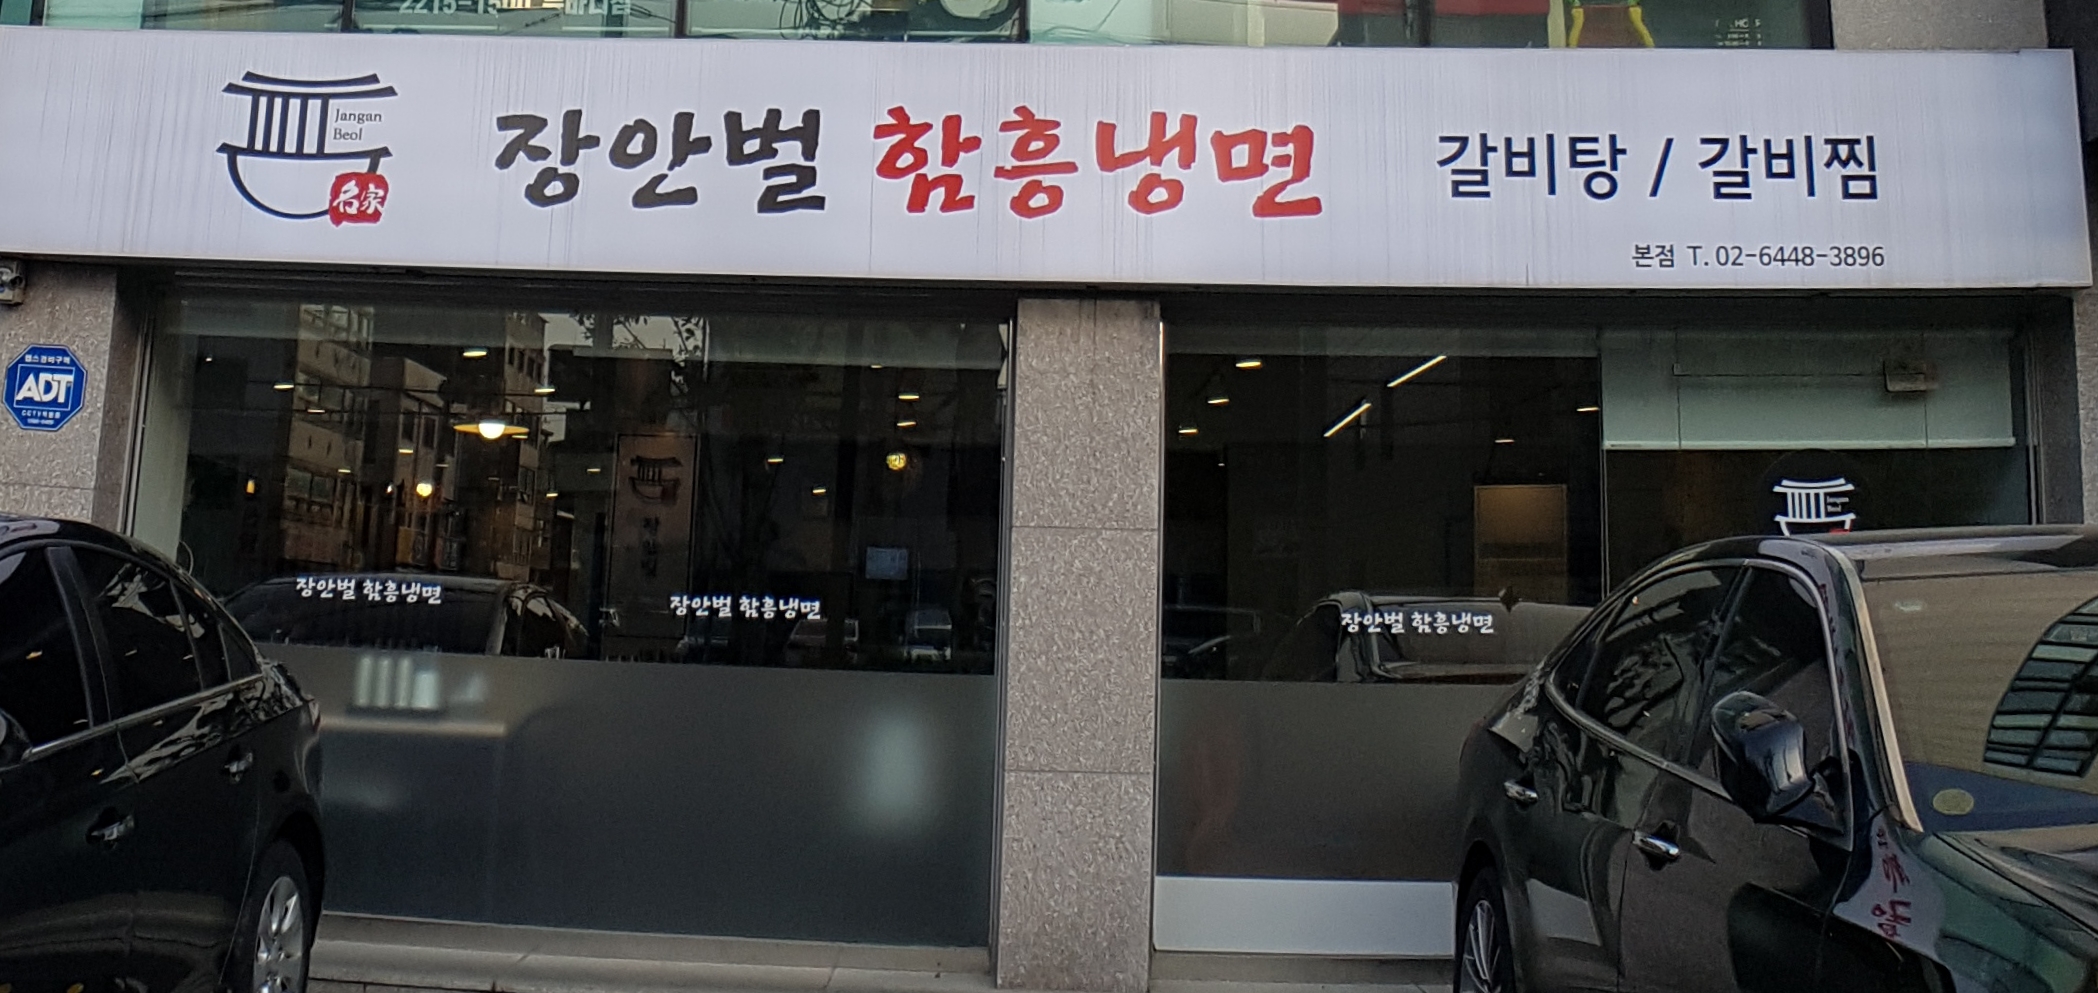 Jangan
Beol
名家
장안벌 함흥냉면
갈비탕 / 갈비찜
본점 T. 02-6448-3896
ADT
장안벌 함흥냉면
장안벌 함흥냉면
장안벌 함흥냉면
Jangan
Beol